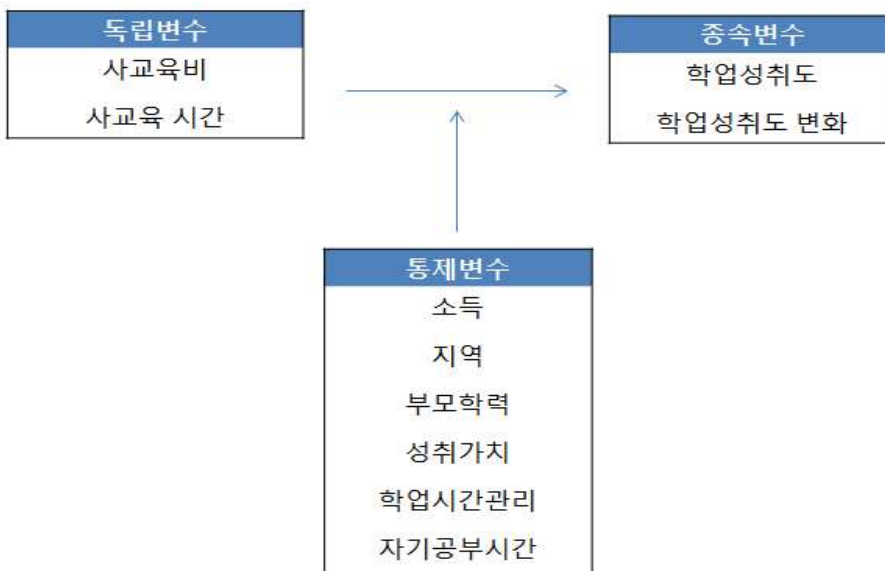 독립변수
사교육비
사교육 시간
종속변수
학업성취도
학업성취도 변화
통제변수
소득
지역
부모학력
성취가치
학업시간관리
자기공부시간